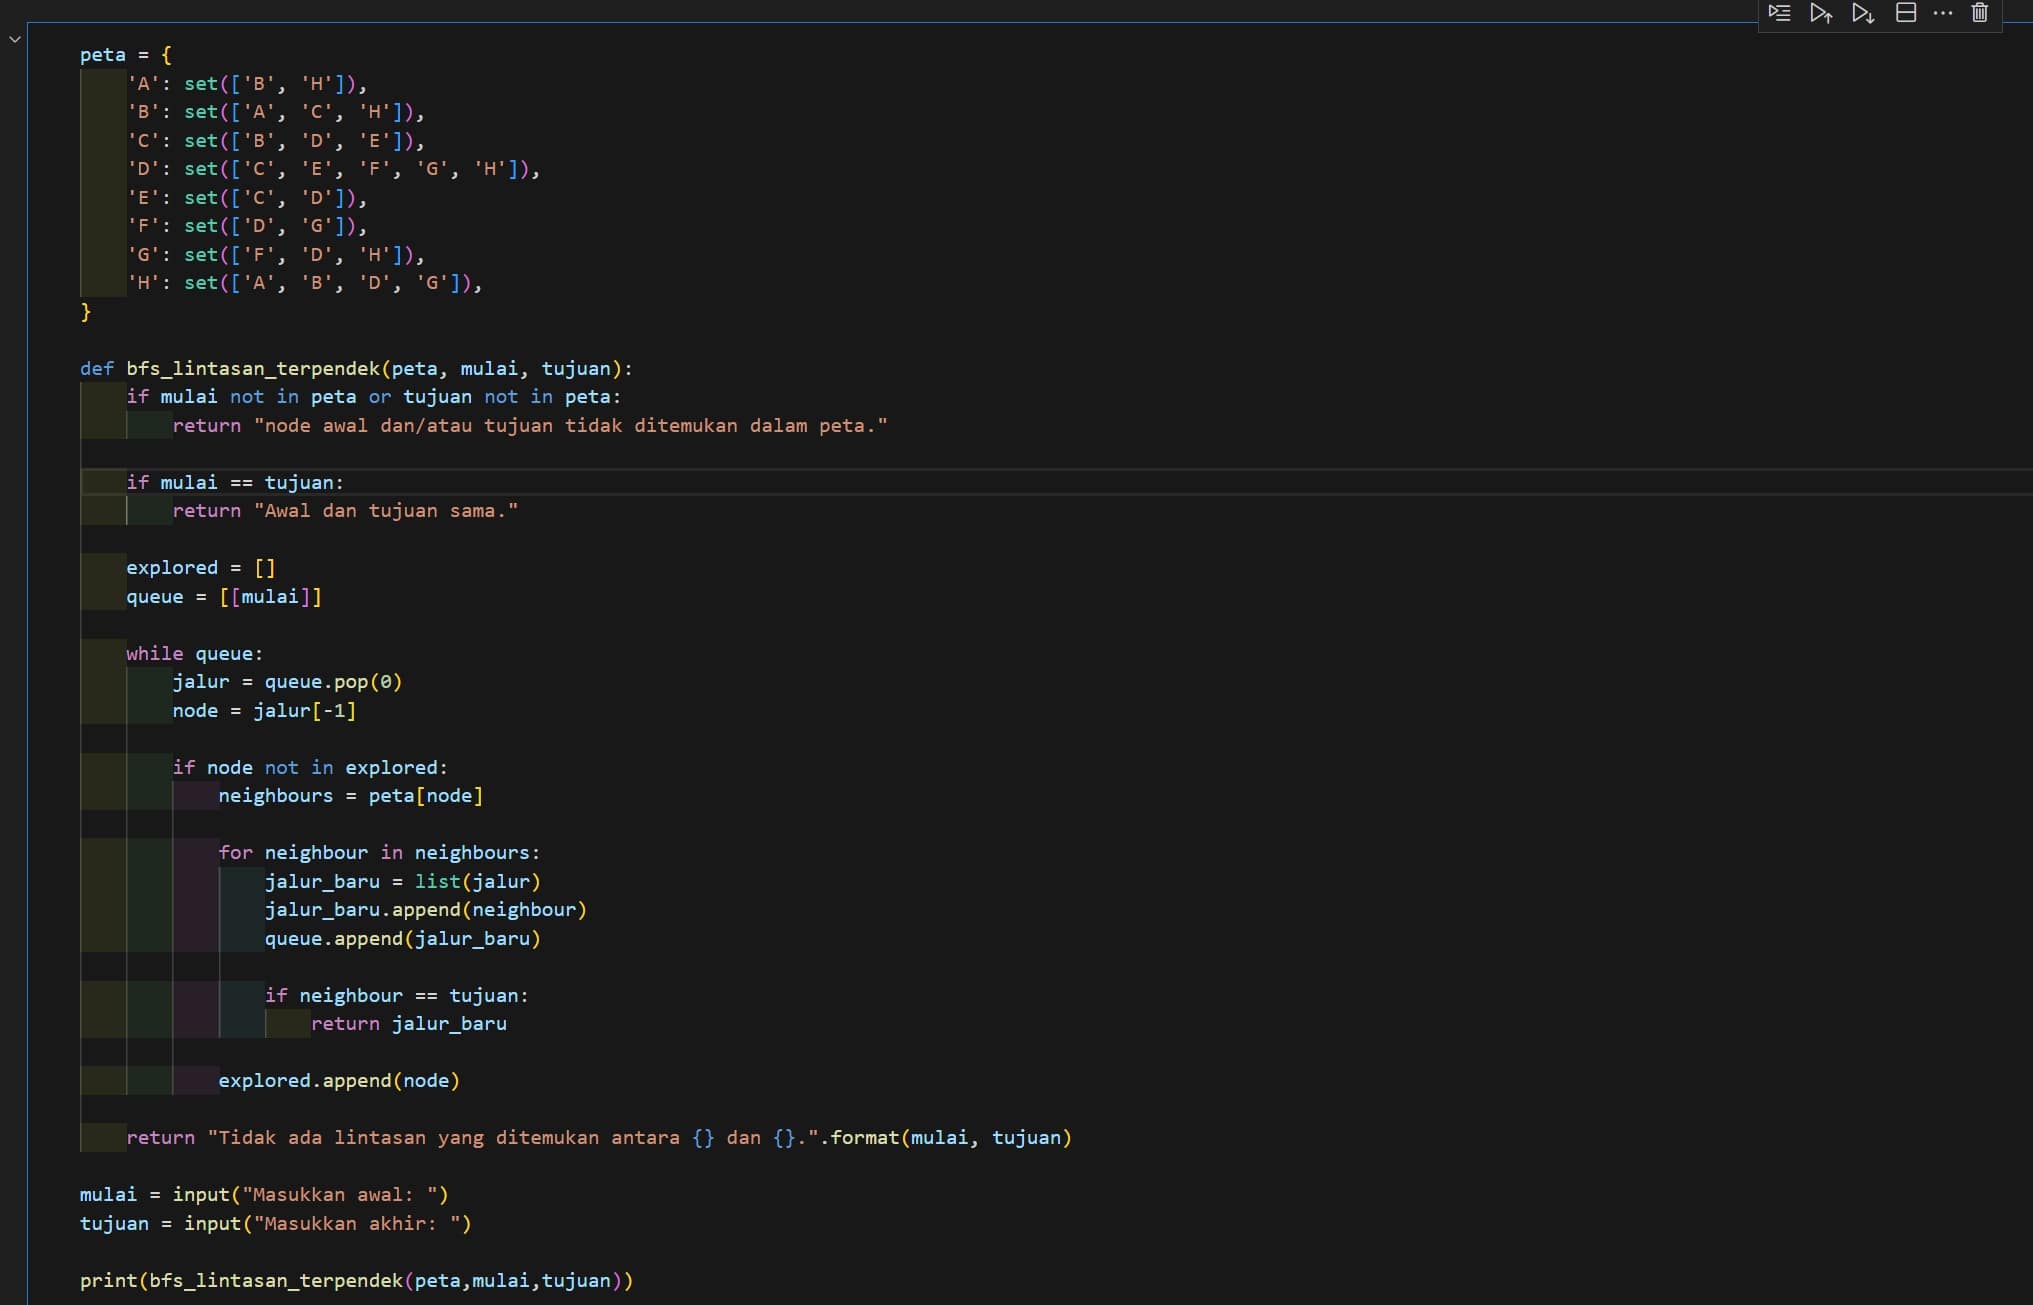 peta = {
    'A': set(['B', 'H']),
    'B': set(['A', 'C', 'H']),
    'C': set(['B', 'D', 'E']),
    'D': set(['C', 'E', 'F', 'G', 'H']),
    'E': set(['C', 'D']),
    'F': set(['D', 'G']),
    'G': set(['F', 'D', 'H']),
    'H': set(['A', 'B', 'D', 'G']),
}

def bfs_lintasan_terpendek(peta, mulai, tujuan):
    if mulai not in peta or tujuan not in peta:
        return "node awal dan/atau tujuan tidak ditemukan dalam peta."

    if mulai == tujuan:
        return "Awal dan tujuan sama."

    explored = []
    queue = [[mulai]]

    while queue:
        jalur = queue.pop(0)
        node = jalur[-1]

        if node not in explored:
            neighbours = peta[node]

            for neighbour in neighbours:
                jalur_baru = list(jalur)
                jalur_baru.append(neighbour)
                queue.append(jalur_baru)

                if neighbour == tujuan:
                    return jalur_baru

            explored.append(node)

    return "Tidak ada lintasan yang ditemukan antara {} dan {}.".format(mulai, tujuan)

mulai = input("Masukkan awal: ")
tujuan = input("Masukkan akhir: ")

print(bfs_lintasan_terpendek(peta,mulai,tujuan))